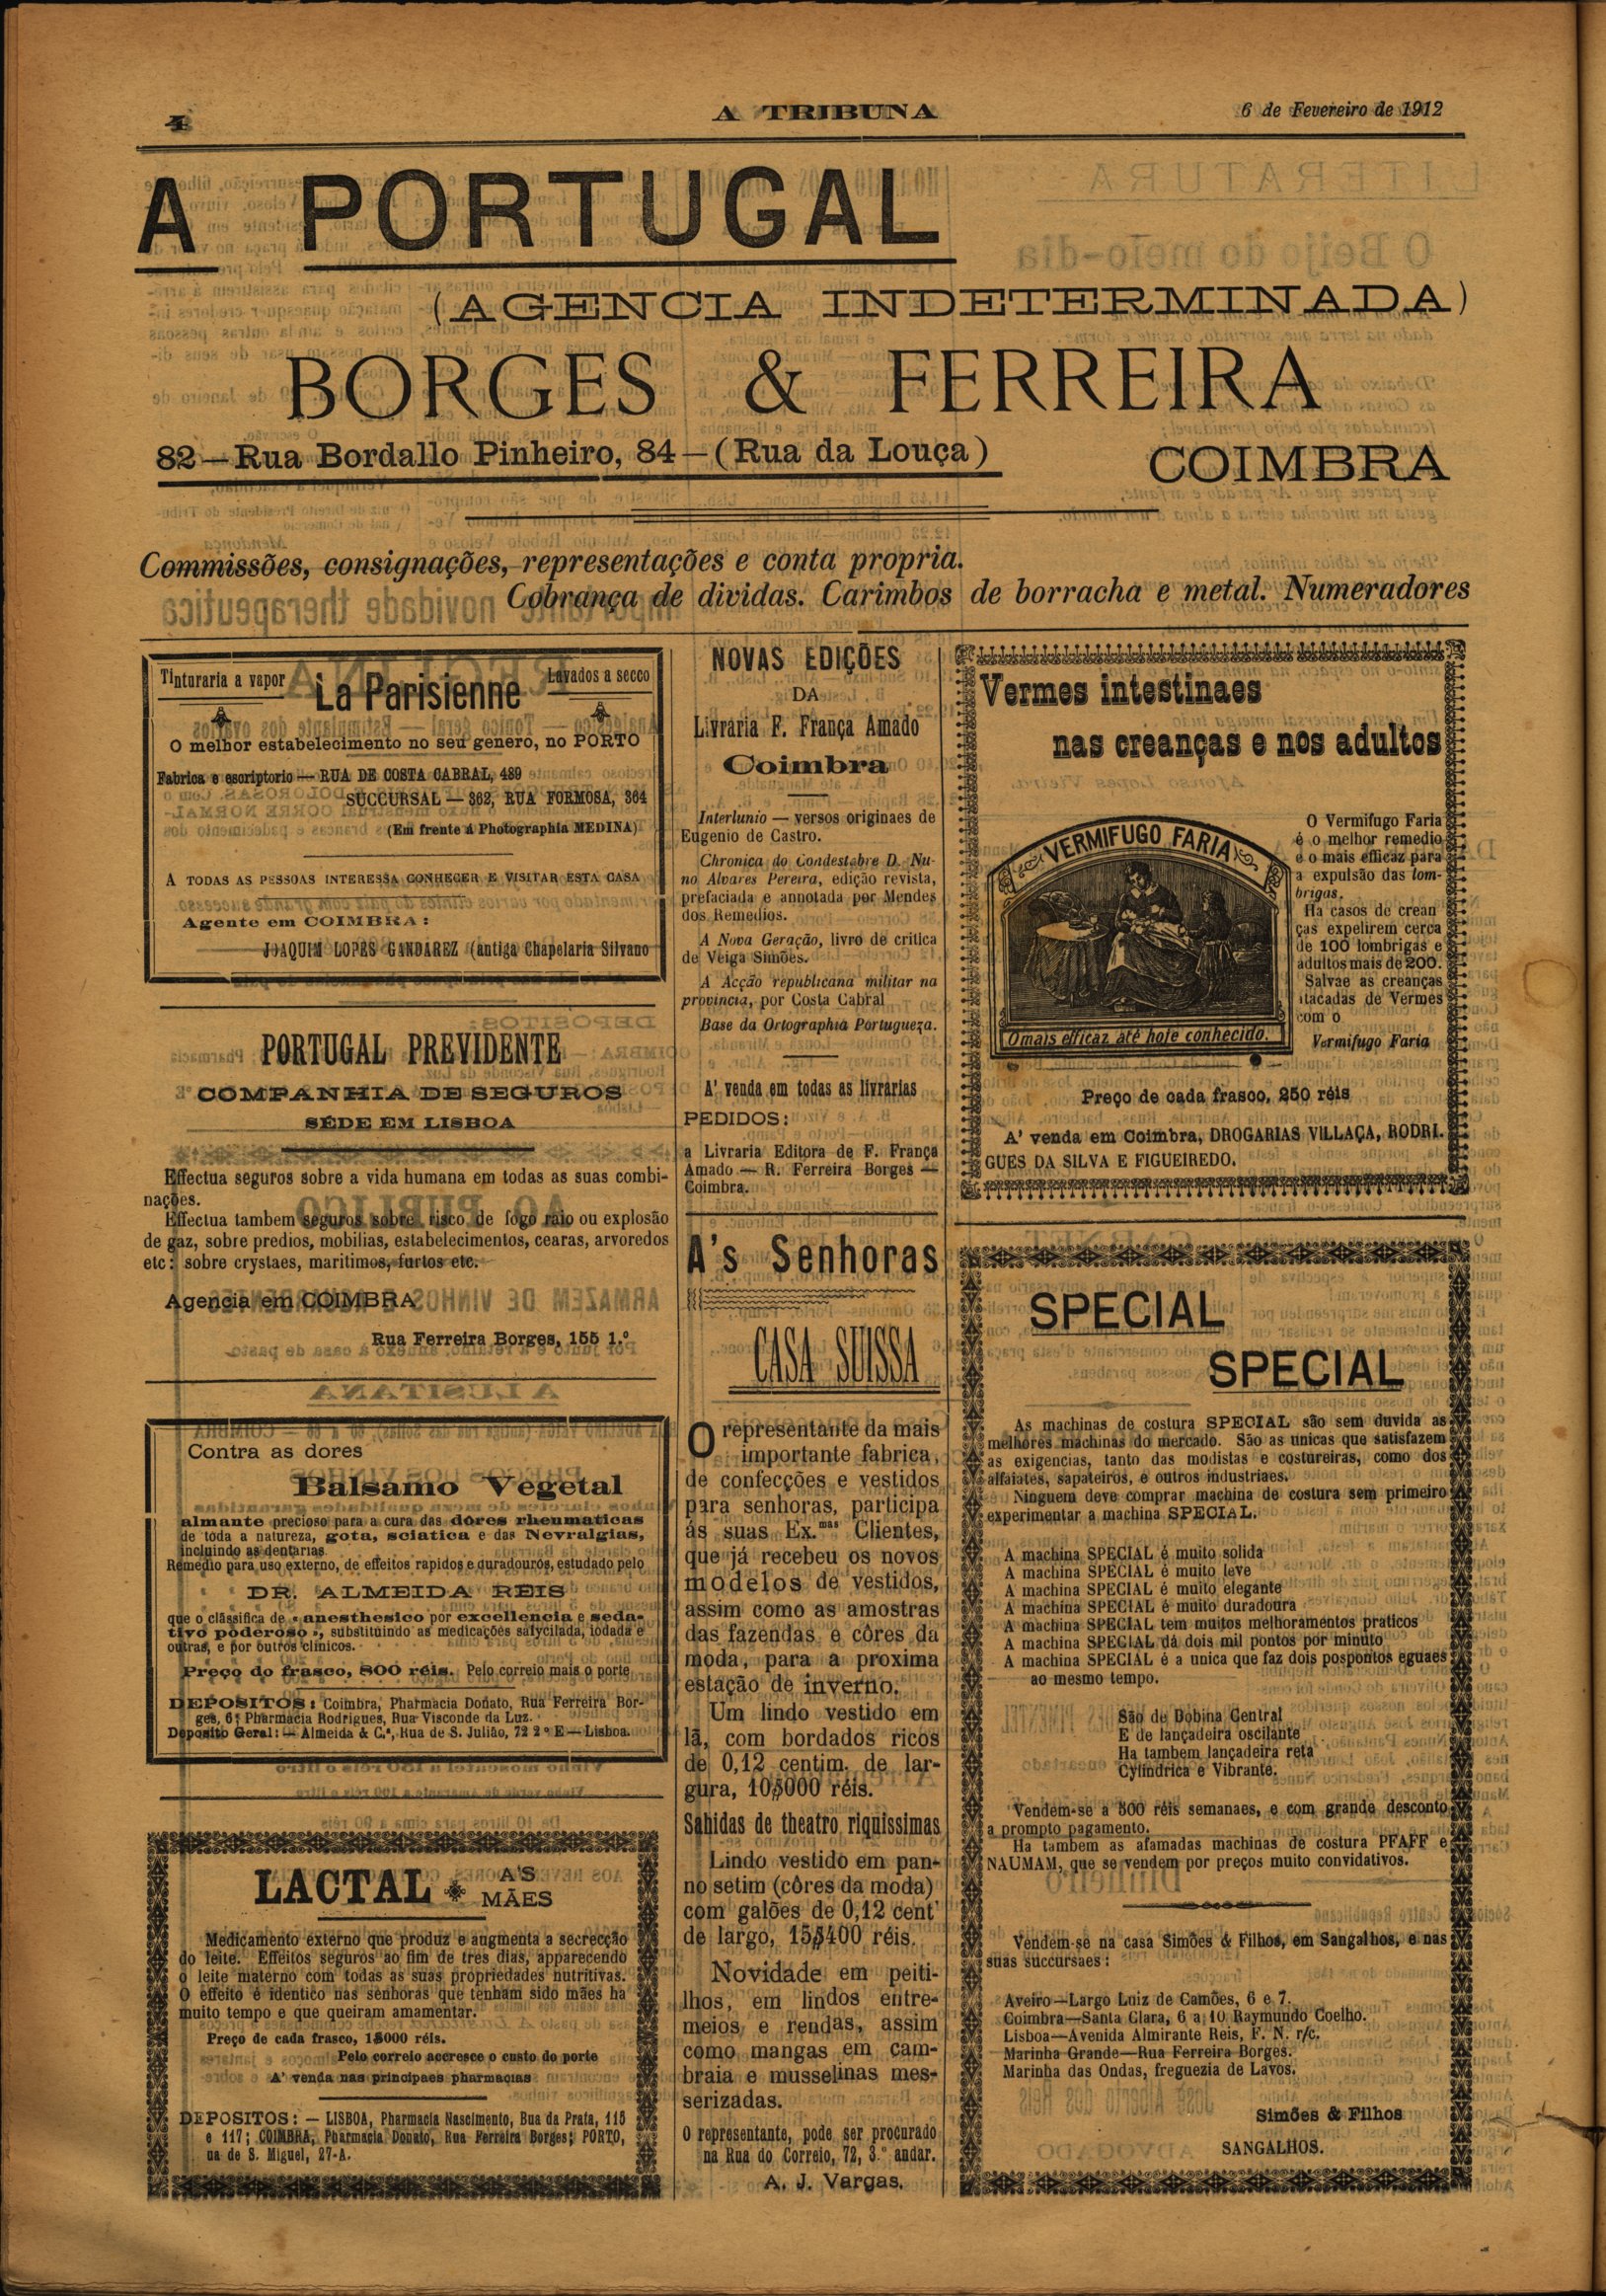 4
A TRIBUNA
6 de Fevereiro de 1912
A PORTUGAL
(AGENCIA INDETERMINADA)
BORGES & FERREIRA
82—Rua Bordallo Pinheiro, 84—(Rua da Louça)
COIMBRA
Commissões, consignações, representações e conta propria.
Cobrança de dividas. Carimbos de borracha e metal. Numeradores
Tinturaria a vapor
La Parisienne
Lavados a secco
O melhor estabelecimento no seu genero, no PORTO
Fabrica e escriptorio — RUA DE COSTA CABRAL, 489
SUCCURSAL — 362, RUA FORMOSA, 364
(Em frente á Photographia MEDINA)
A TODAS AS PESSOAS INTERESSA CONHECER E VISITAR ESTA CASA
Agente em COIMBRA:
JOAQUIM LOPES GANDAREZ (antiga Chapelaria Silvano
PORTUGAL PREVIDENTE
COMPANHIA DE SEGUROS
SÉDE EM LISBOA
Effectua seguros sobre a vida humana em todas as suas combi-
nações.
Effectua tambem seguros sobre risco de fogo raio ou explosão
de gaz, sobre predios, mobilias, estabelecimentos, cearas, arvoredos
etc: sobre crystaes, maritimos, furtos etc.
Agencia em COIMBRA
Rua Ferreira Borges, 155 1.º
Contra as dores
Balsamo Vegetal
almante precioso para a cura das dôres rheumaticas
de toda a natureza, gota, sciatica e das Nevralgias,
incluindo as dentarias.
Remedio para uso externo, de effeitos rapidos e duradouros, estudado pelo
DR. ALMEIDA REIS
que o classifica de «anesthesico por excellencia e seda-
tivo poderoso», substituindo as medicações salycilada, iodada e
outras, e por outros clinicos.
Preço do frasco, 800 réis. Pelo correio mais o porte
DEPOSITOS: Coimbra, Pharmacia Donato, Rua Ferreira Bor-
ges, 6; Pharmacia Rodrigues, Rua Visconde da Luz.
Deposito Geral: — Almeida & C.ª, Rua de S. Julião, 72 2º E—Lisboa.
LACTAL
A'S
MÃES
Medicamento externo que produz e augmenta a secrecção
do leite. Effeitos seguros ao fim de tres dias, apparecendo
o leite materno com todas as suas propriedades nutritivas.
O effeito é identico nas senhoras que tenham sido mães ha
muito tempo e que queiram amamentar.
Preço de cada frasco, 1$000 réis.
Pelo correio accresce o custo do porte
A' venda nas principaes pharmacias
DEPOSITOS: — LISBOA, Pharmacia Nascimento, Bua da Prata, 115
e 117; COIMBRA, Pharmacia Donato, Rua Ferreira Borges; PORTO,
na de S. Miguel, 27-A.
NOVAS EDIÇÕES
DA
Livraria F. França Amado
Coimbra
Interlunio — versos originaes de
Eugenio de Castro.
Chronica do Condestabre D. Nu-
no Alvares Pereira, edição revista,
prefaciada e annotada por Mendes
dos Remedios.
A Nova Geração, livro de critica
de Veiga Simões.
A Acção republicana militar na
provincia, por Costa Cabral
Base da Ortographia Portugueza.
A' venda em todas as livrarias
PEDIDOS:
a Livraria Editora de F. França
Amado — R. Ferreira Borges —
Coimbra.
A's Senhoras
CASA SUISSA
O representante da mais
importante fabrica,
de confecções e vestidos
para senhoras, participa
ás suas Ex.mas Clientes,
que já recebeu os novos
modelos de vestidos,
assim como as amostras
das fazendas e côres da
moda, para a proxima
estação de inverno.
Um lindo vestido em
lã, com bordados ricos
de 0,12 centim. de lar-
gura, 10$000 réis.
Sahidas de theatro riquissimas
Lindo vestido em pan-
no setim (côres da moda)
com galões de 0,12 cent'
de largo, 15$400 réis.
Novidade em peiti-
lhos, em lindos entre-
meios e rendas, assim
como mangas em cam-
braia e musselinas mes-
serizadas.
O representante, pode ser procurado
na Rua do Correio, 72, 3.º andar.
A. J. Vargas.
Vermes intestinaes
nas creanças e nos adultos
VERMIFUGO FARIA
O mais efficaz até hoje conhecido.
O Vermifugo Faria
é o melhor remedio
e o mais efficaz para
a expulsão das lom-
brigas.
Ha casos de crean
ças expelirem cerca
de 100 lombrigas e
adultos mais de 200.
Salvae as creanças
itacadas de Vermes
com o
Vermifugo Faria
Preço de cada frasco, 250 réis
A' venda em Coimbra, DROGARIAS VILLAÇA, RODRI.
GUES DA SILVA E FIGUEIREDO.
SPECIAL
SPECIAL
As machinas de costura SPECIAL são sem duvida as
melhores machinas do mercado. São as unicas que satisfazem
as exigencias, tanto das modistas e costureiras, como dos
alfaiates, sapateiros, e outros industriaes.
Ninguem deve comprar machina de costura sem primeiro
experimentar a machina SPECIAL.
A machina SPECIAL é muito solida
A machina SPECIAL é muito leve
A machina SPECIAL é muito elegante
A machina SPECIAL é muito duradoura
A machina SPECIAL tem muitos melhoramentos praticos
A machina SPECIAL dá dois mil pontos por minuto
A machina SPECIAL é a unica que faz dois pospontos eguaes
ao mesmo tempo.
São de Bobina Central
E de lançadeira oscilante
Ha tambem lançadeira reta
Cylindrica e Vibrante.
Vendem-se a 500 réis semanaes, e com grande desconto
a prompto pagamento.
Ha tambem as afamadas machinas de costura PFAFF e
NAUMAM, que se vendem por preços muito convidativos.
Vendem-se na casa Simões & Filhos, em Sangalhos, e nas
suas succursaes:
Aveiro—Largo Luiz de Camões, 6 e 7.
Coimbra—Santa Clara, 6 a 10 Raymundo Coelho.
Lisboa—Avenida Almirante Reis, F. N. r/c.
Marinha Grande—Rua Ferreira Borges.
Marinha das Ondas, freguezia de Lavos.
Simões & Filhos
SANGALHOS.